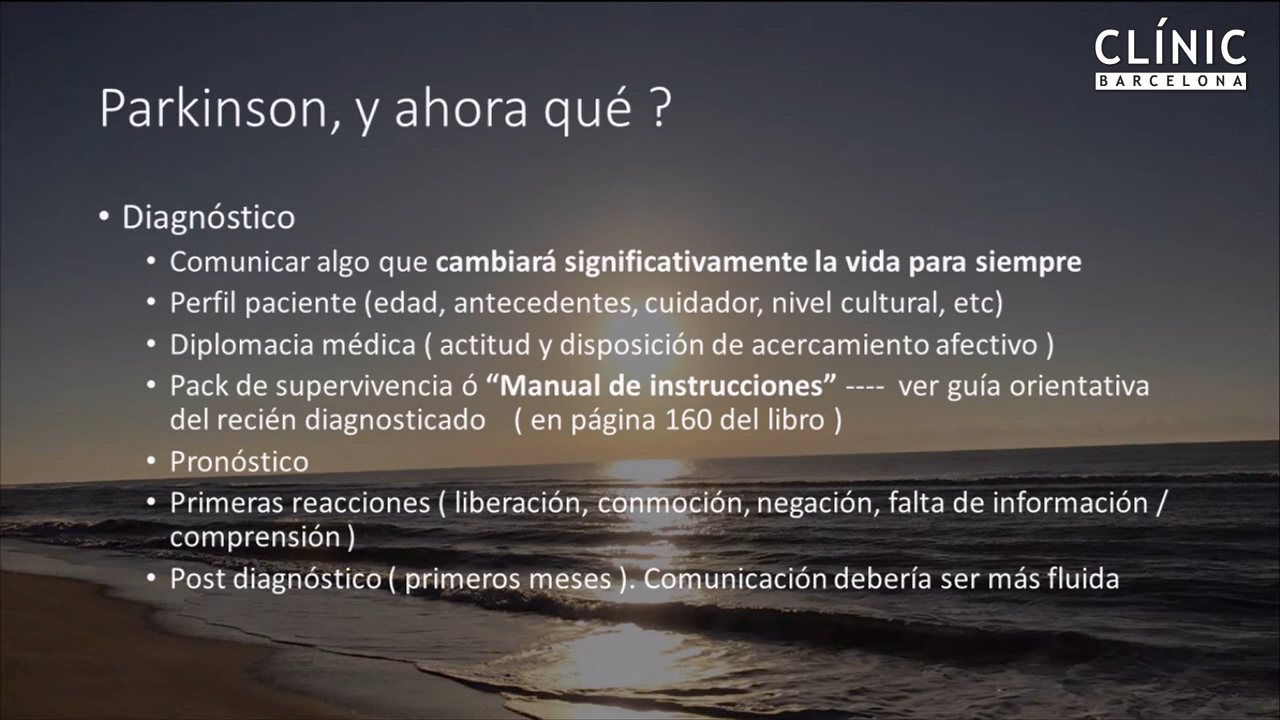 CLÍNIC
BARCELONA
Parkinson, y ahora qué ?
• Diagnóstico
• Comunicar algo que cambiará significativamente la vida para siempre
• Perfil paciente (edad, antecedentes, cuidador, nivel cultural, etc)
• Diplomacia médica ( actitud y disposición de acercamiento afectivo )
• Pack de supervivencia ó “Manual de instrucciones” ---- ver guía orientativa
del recién diagnosticado ( en página 160 del libro )
• Pronóstico
• Primeras reacciones ( liberación, conmoción, negación, falta de información /
comprensión )
• Post diagnóstico ( primeros meses ). Comunicación debería ser más fluida